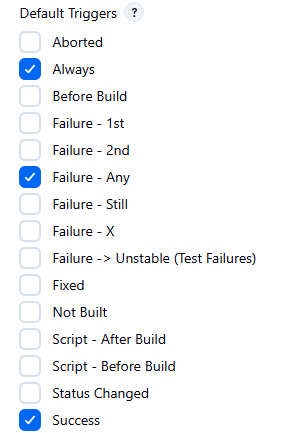 Default Triggers ?
Aborted
Always
Before Build
Failure - 1st
Failure - 2nd
Failure - Any
Failure - Still
Failure - X
Failure -> Unstable (Test Failures)
Fixed
Not Built
Script - After Build
Script - Before Build
Status Changed
Success